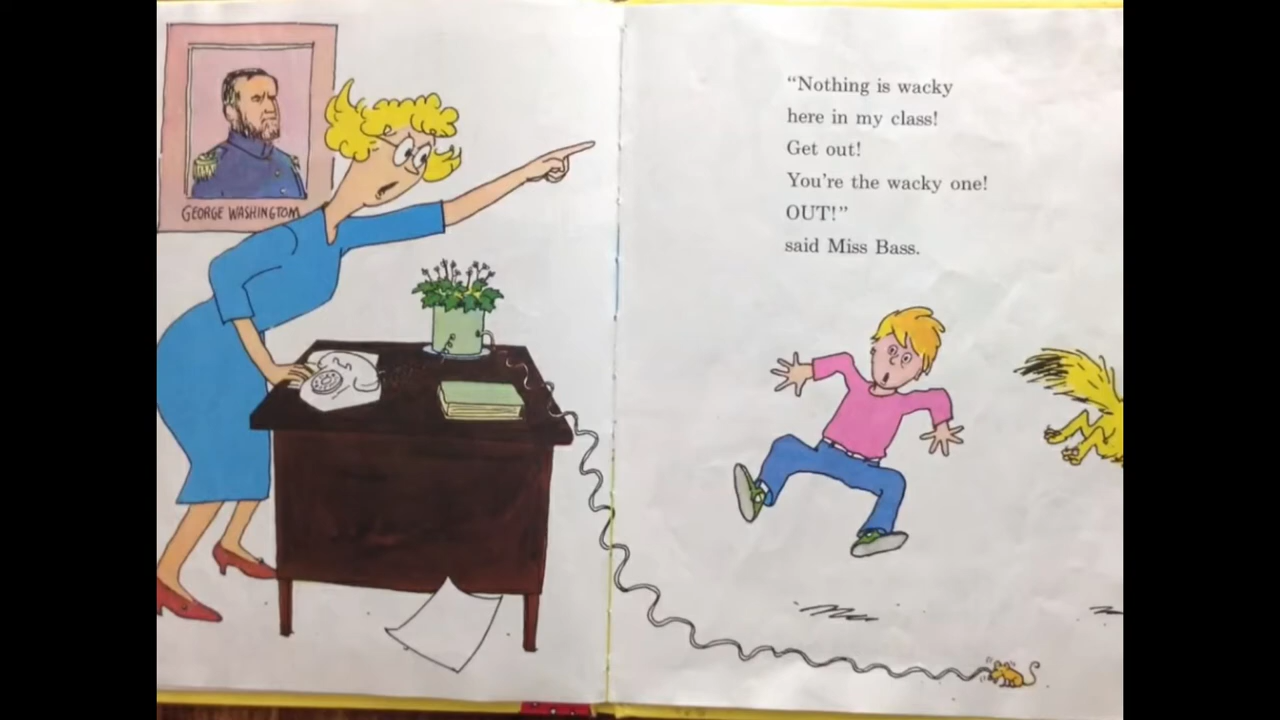 GEORGE WASHINGTOM
“Nothing is wacky
here in my class!
Get out!
You’re the wacky one!
OUT!”
said Miss Bass.